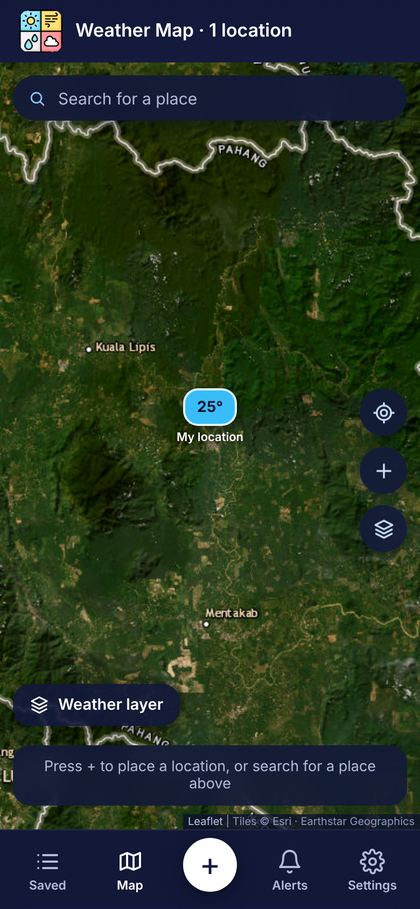 Weather Map · 1 location
Search for a place
PAHANG
Kuala Lipis
25°
My location
Mentakab
Weather layer
PAHANG
Press + to place a location, or search for a place
above
Leaflet | Tiles © Esri · Earthstar Geographics
Saved
Map
Alerts
Settings